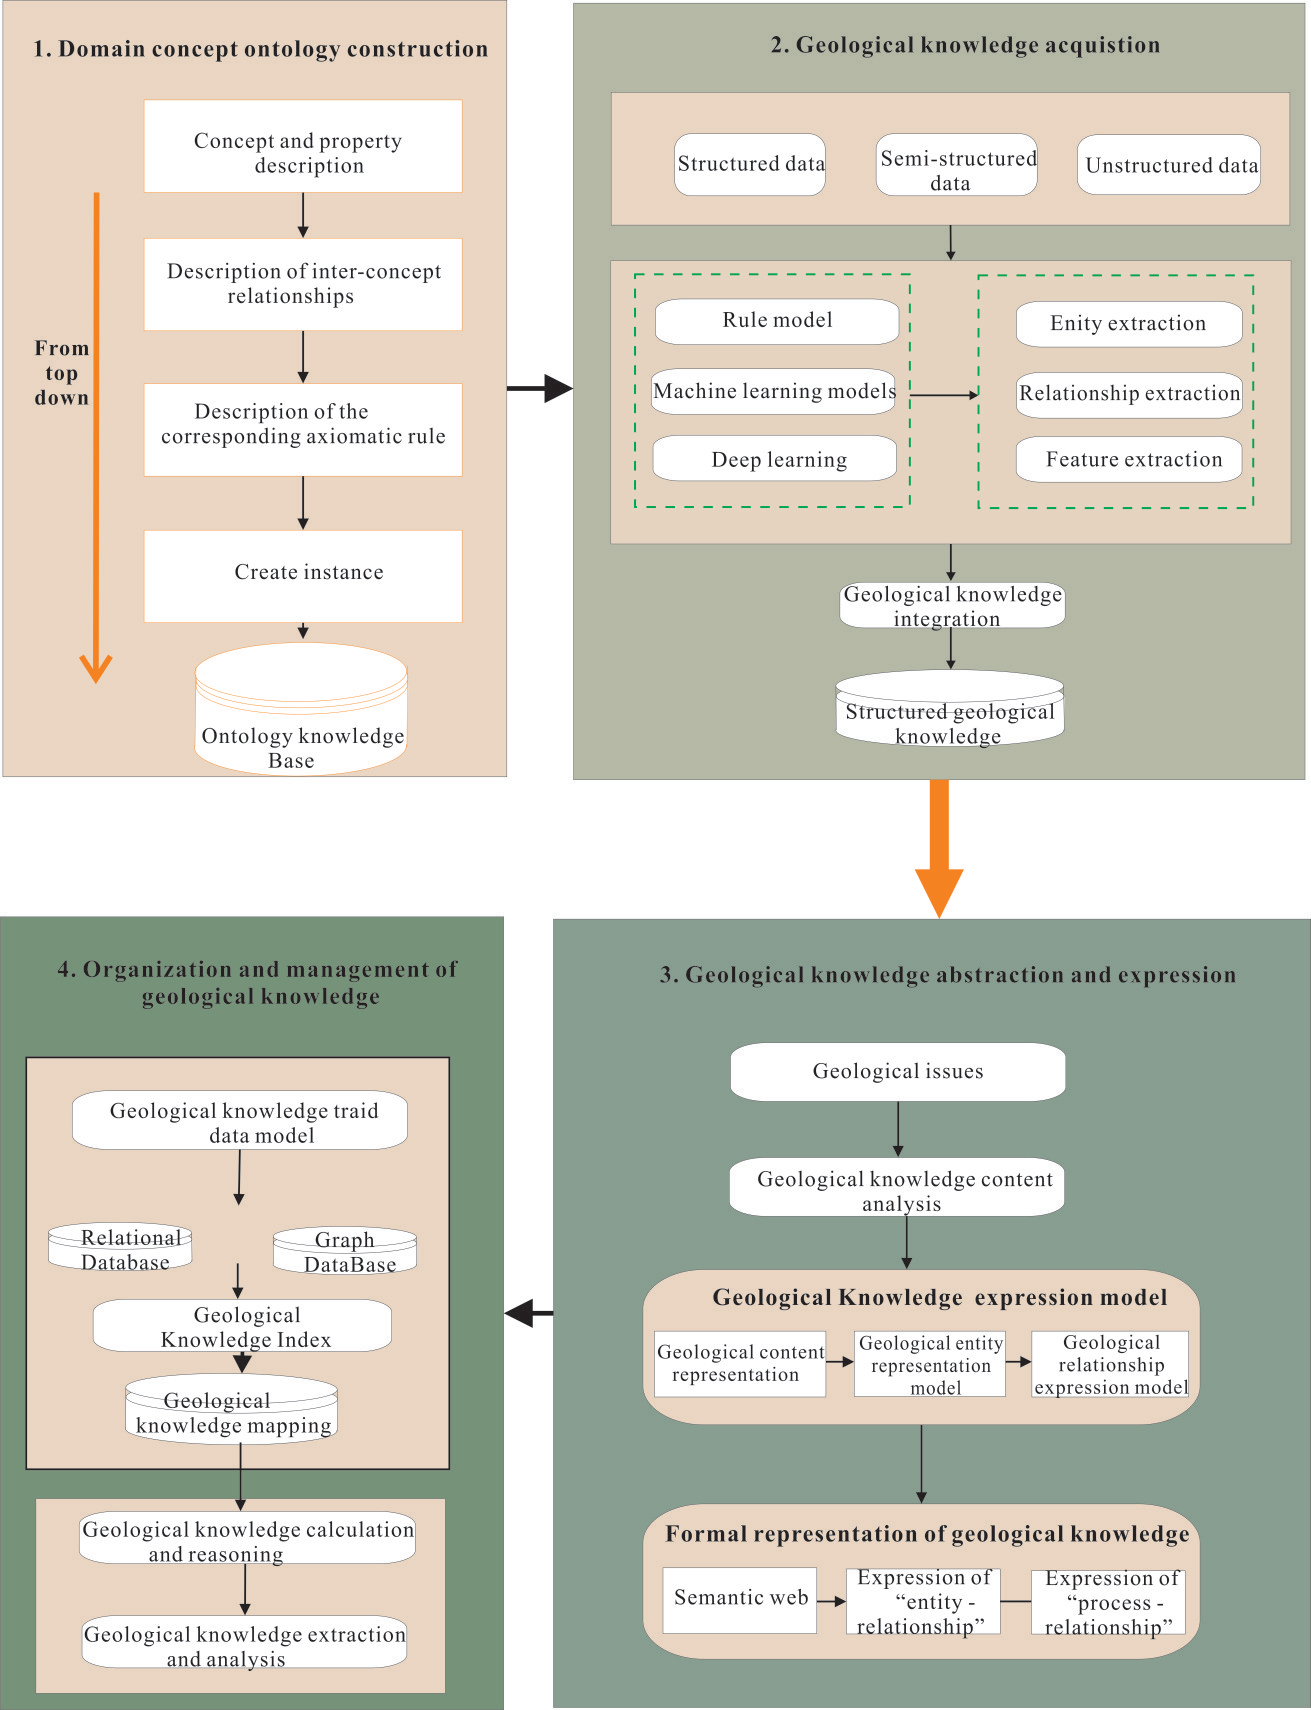 1. Domain concept ontology construction
Concept and property
description
Description of inter-concept
relationships
Description of the
corresponding axiomatic rule
Create instance
Ontology knowledge
Base
From
top
down
2. Geological knowledge acquistion
Structured data
Semi-structured
data
Unstructured data
Rule model
Machine learning models
Deep learning
Enity extraction
Relationship extraction
Feature extraction
Geological knowledge
integration
Structured geological
knowledge
3. Geological knowledge abstraction and expression
Geological issues
Geological knowledge content
analysis
Geological Knowledge expression model
Geological content
representation
Geological entity
representation
model
Geological
relationship
expression model
Formal representation of geological knowledge
Semantic web
Expression of
“entity -
relationship”
Expression of
“process -
relationship”
4. Organization and management of
geological knowledge
Geological knowledge traid
data model
Relational
Database
Graph
DataBase
Geological
Knowledge Index
Geological
knowledge mapping
Geological knowledge calculation
and reasoning
Geological knowledge extraction
and analysis